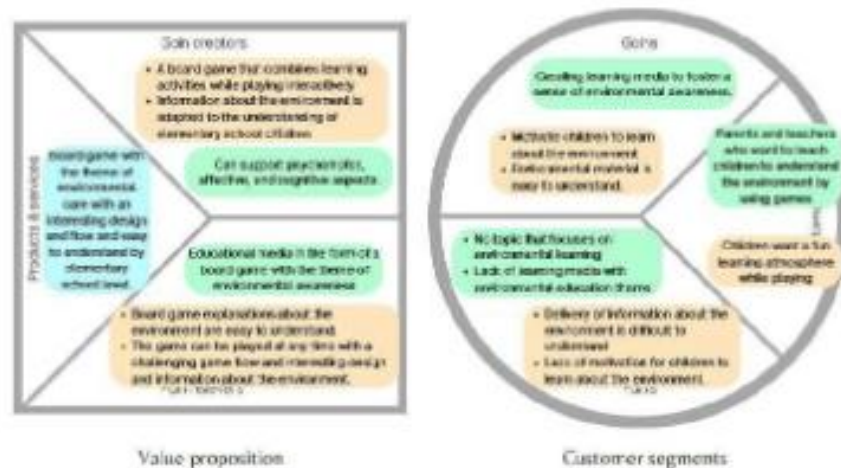 Gain creators
• A board game that combines learning
activities while playing interactively
• Information about the environment is
adapted to the understanding of
elementary school children
Can support psychomotor,
affective, and cognitive aspects
Products & services
Board game with
the theme of
environmental
care with an
interesting design
and flow and easy
to understand by
elementary
school level.
Educational media in the form of a
board game with the theme of
environmental awareness
• Board game explanations about the
environment are easy to understand.
• The game can be played at any time with a
challenging game flow and interesting design
and information about the environment.
Value proposition
Gains
Creating learning media to foster a
sense of environmental awareness.
• Motivate children to learn
about the environment
• Environmental material is
easy to understand.
Parents and teachers
who want to teach
children to understand
the environment by
using games
Children want a fun
learning atmosphere
while playing
• No topic that focuses on
environmental learning
• Lack of learning media with
environmental education theme
• Delivery of information about the
environment is difficult to
understand
• Lack of motivation for children to
learn about the environment.
Customer segments